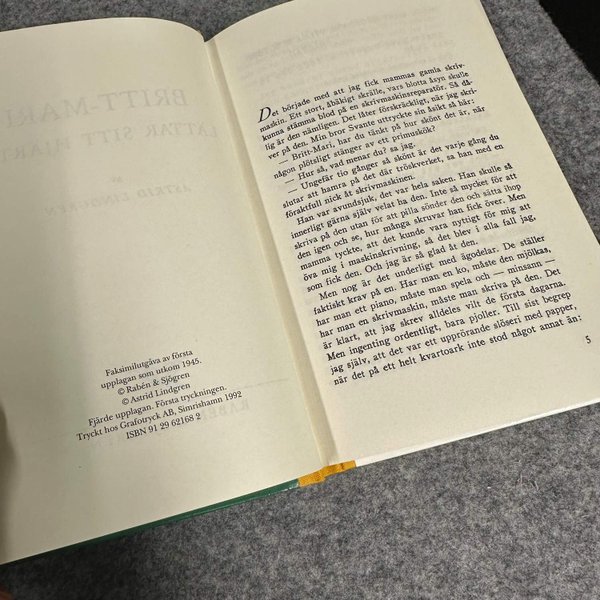 Faksimilutgåva av första
upplagan som utkom 1945.
© Rabén & Sjögren
© Astrid Lindgren
Fjärde upplagan. Första tryckningen.
Tryckt hos Grafotryck AB, Simrishamn 1992
ISBN 91 29 62168 2
Det började med att jag fick mammas gamla skriv-
maskin. Ett stort, åbäkigt skrälle, vars blotta åsyn skulle
kunna stämma blod på en skrivmaskinsreparatör. Så då-
lig är den nämligen. Det låter förskräckligt, när jag skri-
ver på den. Min bror Svante uttryckte sin åsikt så här:
— Britt-Mari, har du tänkt på hur skönt det är, när
någon plötsligt stänger av ett primuskök?
— Hur så, vad menar du? sa jag.
— Ungefär tio gånger så skönt är det varje gång du
slutar att hamra på det där tröskverket, sa han med en
föraktfull nick åt skrivmaskinen.
Han var avundsjuk, det var hela saken. Han skulle så
innerligt gärna själv velat ha den. Inte så mycket för att
skriva på den utan för att pilla sönder den och sätta ihop
den igen och se, hur många skruvar han fick över. Men
mamma tyckte, att det kunde vara nyttigt för mig att
öva mig i maskinskrivning, så det blev i alla fall jag,
som fick den. Och jag är så glad åt den.
Men nog är det underligt med ägodelar. De ställer
faktiskt krav på en. Har man en ko, måste den mjölkas,
har man ett piano, måste man spela och — minsann —
har man en skrivmaskin, måste man skriva på den. Det
är klart, att jag skrev alldeles vilt de första dagarna.
Men ingenting ordentligt, bara pjoller. Till sist begrep
jag själv, att det var ett upprörande slöseri med papper,
när det på ett helt kvartoark inte stod något annat än:
5